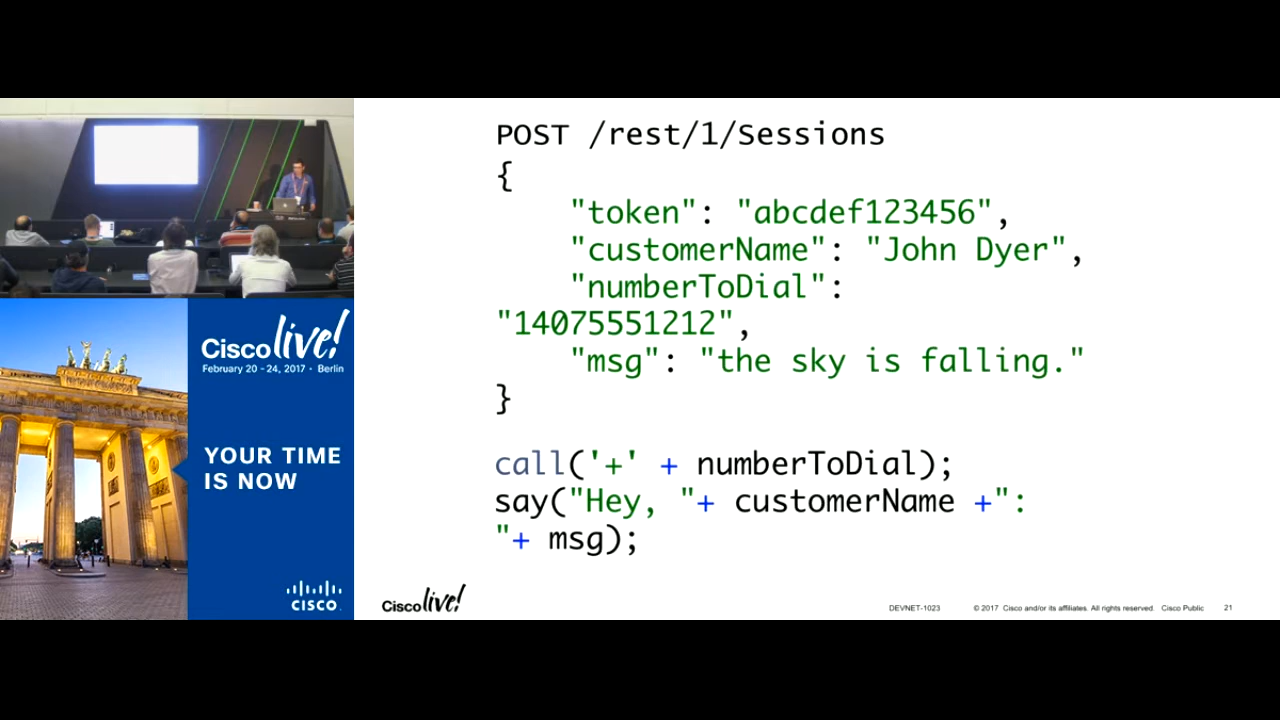 POST /rest/1/Sessions
{
"token": "abcdef123456",
"customerName": "John Dyer",
"numberToDial":
"14075551212",
"msg": "the sky is falling."
}
call('+' + numberToDial);
say("Hey, "+ customerName +":
"+ msg);
Cisco live!
February 20 - 24, 2017 • Berlin
YOUR TIME
IS NOW
CISCO.
Cisco live!
DEVNET-1023
© 2017 Cisco and/or its affiliates. All rights reserved. Cisco Public
21